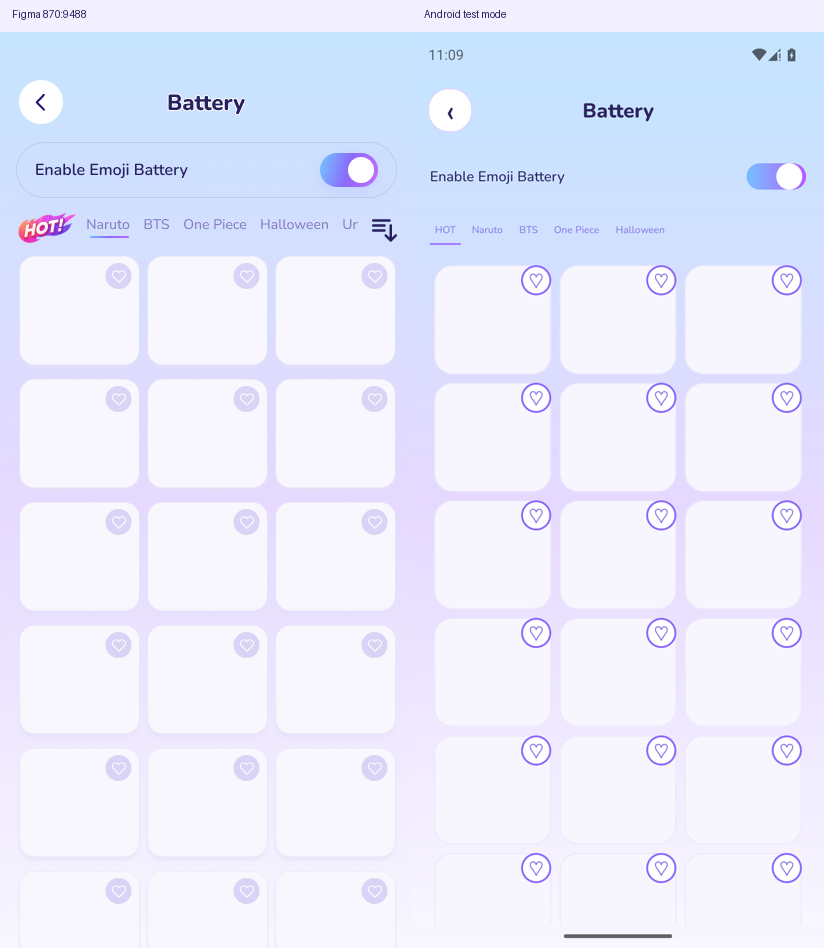 Figma 870:9488
Android test mode
Battery
Enable Emoji Battery
HOT!
Naruto
BTS
One Piece
Halloween
Ur
11:09
Battery
Enable Emoji Battery
HOT
Naruto
BTS
One Piece
Halloween